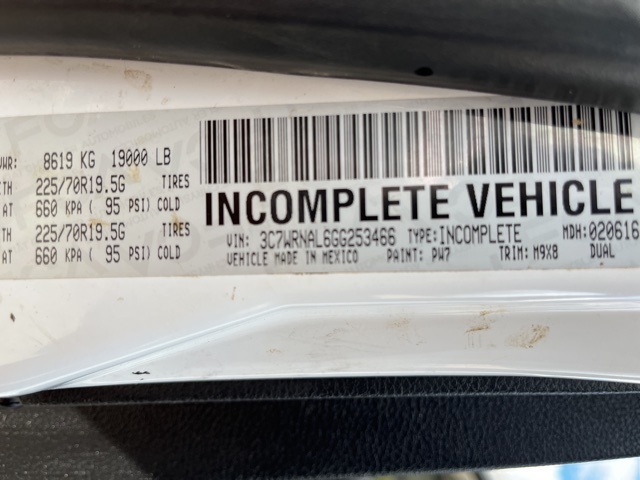 8619 KG 19000 LB
225/70R19.5G TIRES
AT 660 KPA ( 95 PSI) COLD
225/70R19.5G TIRES
AT 660 KPA ( 95 PSI) COLD
INCOMPLETE VEHICLE
VIN: 3C7WRNAL6GG253466 TYPE: INCOMPLETE MDH: 020616
VEHICLE MADE IN MEXICO PAINT: PW7 TRIM: M9X8 DUAL